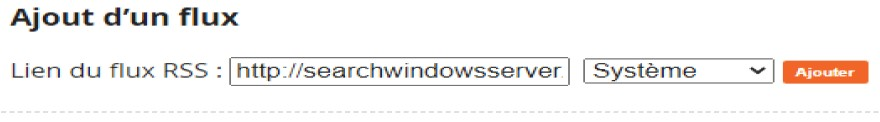 Ajout d’un flux
Lien du flux RSS : http://searchwindowsserver. Système Ajouter